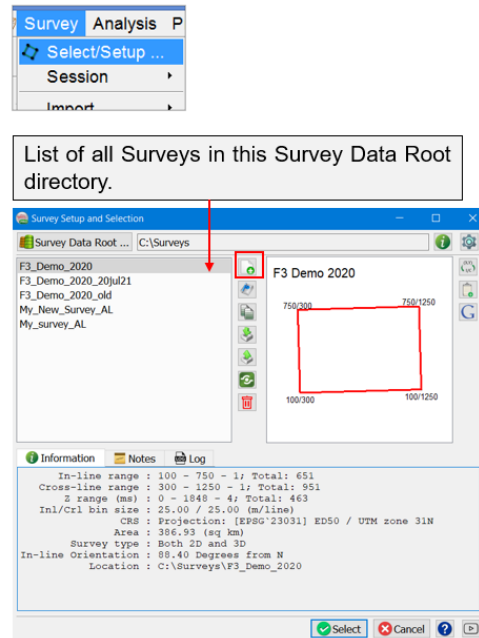 Survey Analysis P
Select/Setup ...
Session
Import
List of all Surveys in this Survey Data Root
directory.
Survey Setup and Selection
Survey Data Root ... C:\Surveys
F3_Demo_2020
F3_Demo_2020_20Jul21
F3_Demo_2020_old
My_New_Survey_AL
My_survey_AL
F3 Demo 2020
750/300 750/1250
100/300 100/1250
Information Notes Log
In-line range : 100 - 750 - 1; Total: 651
Cross-line range : 300 - 1250 - 1; Total: 951
Z range (ms) : 0 - 1848 - 4; Total: 463
Inl/Crl bin size : 25.00 / 25.00 (m/line)
CRS : Projection: [EPSG`23031] ED50 / UTM zone 31N
Area : 386.93 (sq km)
Survey type : Both 2D and 3D
In-line Orientation : 88.40 Degrees from N
Location : C:\Surveys\F3_Demo_2020
Select Cancel